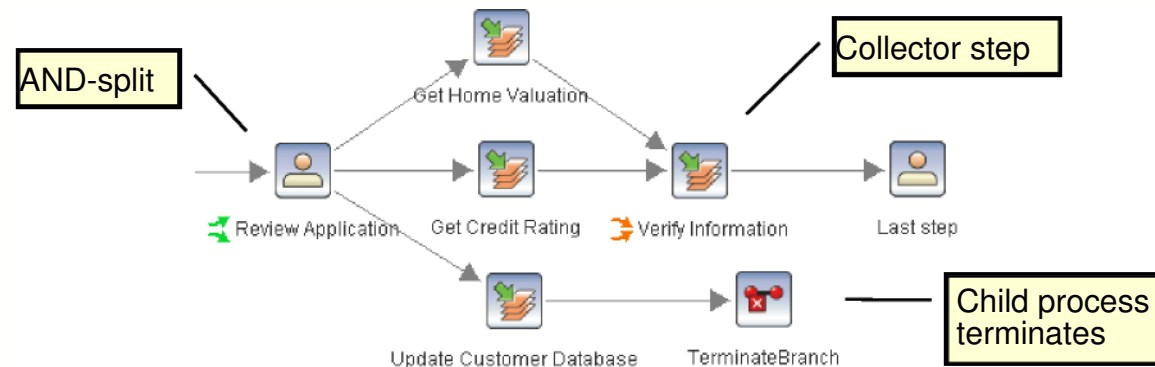 AND-split
Collector step
Get Home Valuation
Review Application
Get Credit Rating
Verify Information
Last step
Child process
terminates
Update Customer Database
TerminateBranch